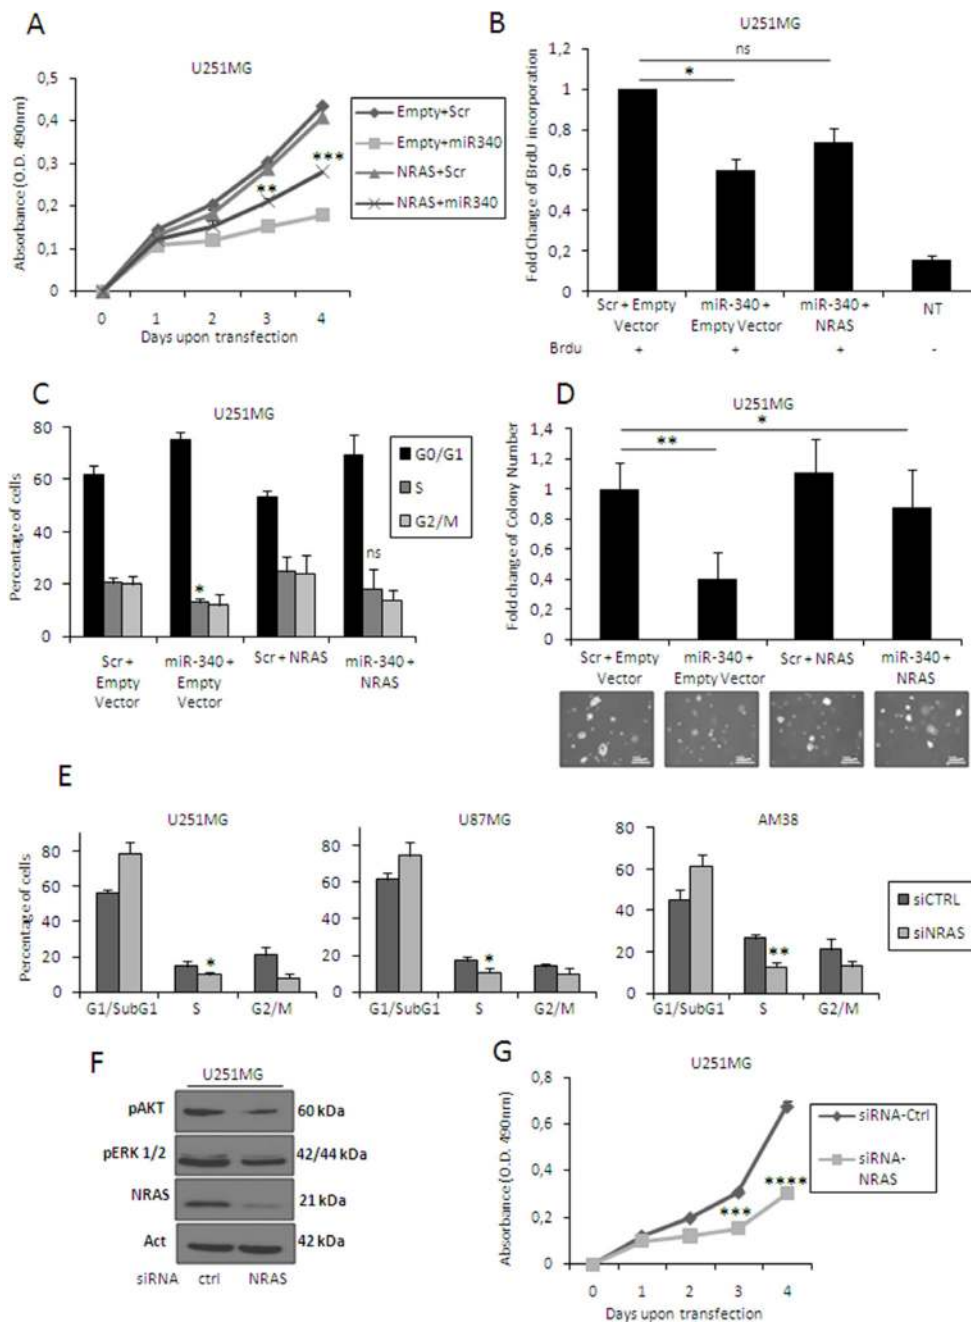 A
U251MG
Absorbance (O.D. 490nm)
0,5
0,4
0,3
0,2
0,1
0
***
**
0 1 2 3 4
Days upon transfection
Empty+Scr
Empty+miR340
NRAS+Scr
NRAS+miR340
B
U251MG
Fold Change of BrdU incorporation
1,2
1
0,8
0,6
0,4
0,2
0
ns
*
Scr + Empty Vector
miR-340 + Empty Vector
miR-340 + NRAS
NT
Brdu + + + -
C
U251MG
Percentage of cells
80
60
40
20
0
*
ns
G0/G1
S
G2/M
Scr + Empty Vector
miR-340 + Empty Vector
Scr + NRAS
miR-340 + NRAS
D
U251MG
Fold change of Colony Number
1,4
1,2
1
0,8
0,6
0,4
0,2
0
*
**
Scr + Empty Vector
miR-340 + Empty Vector
Scr + NRAS
miR-340 + NRAS
E
U251MG
Percentage of cells
80
60
40
20
0
*
G1/SubG1 S G2/M
U87MG
80
60
40
20
0
*
G1/SubG1 S G2/M
AM38
80
60
40
20
0
**
G1/SubG1 S G2/M
siCTRL
siNRAS
F
U251MG
pAKT 60 kDa
pERK 1/2 42/44 kDa
NRAS 21 kDa
Act 42 kDa
siRNA ctrl NRAS
G
U251MG
Absorbance (O.D. 490nm)
0,8
0,6
0,4
0,2
0
***
****
0 1 2 3 4
Days upon transfection
siRNA-Ctrl
siRNA-NRAS